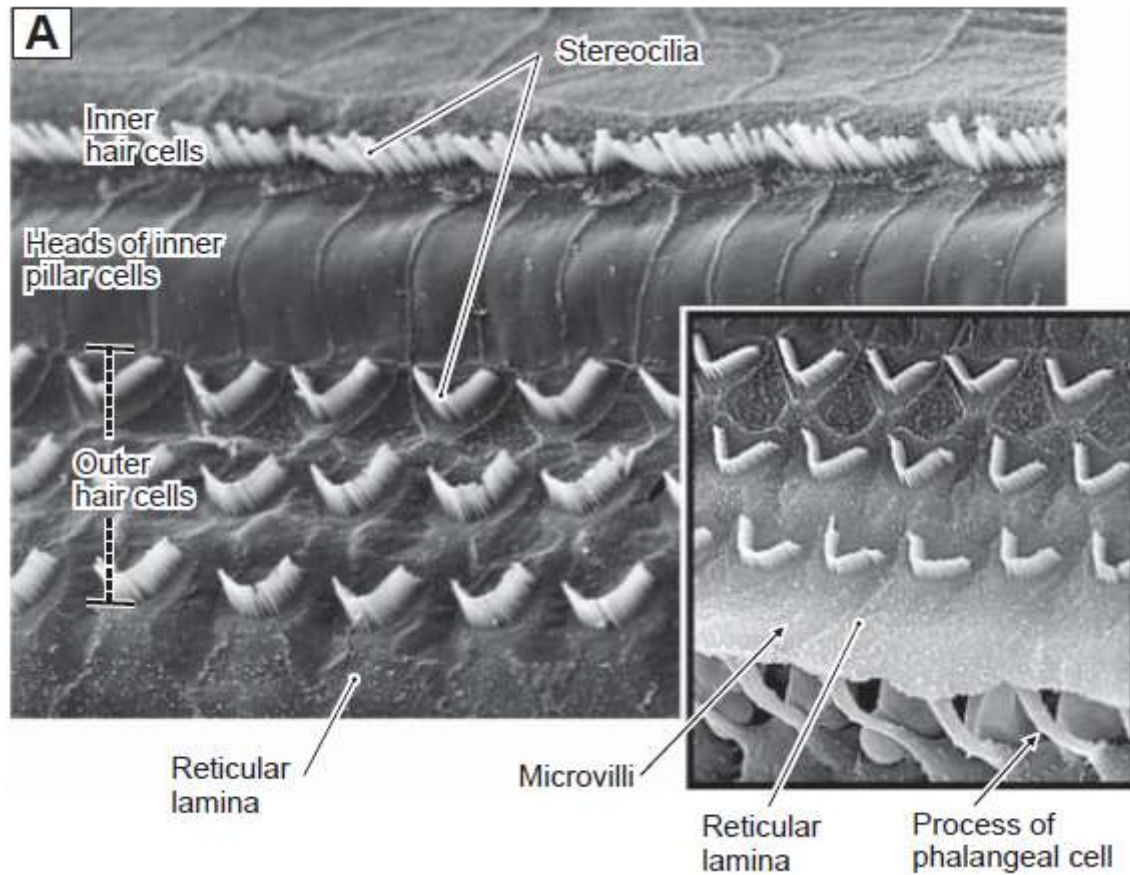 A
Stereocilia
Inner
hair cells
Heads of inner
pillar cells
Outer
hair cells
Reticular
lamina
Microvilli
Reticular
lamina
Process of
phalangeal cell